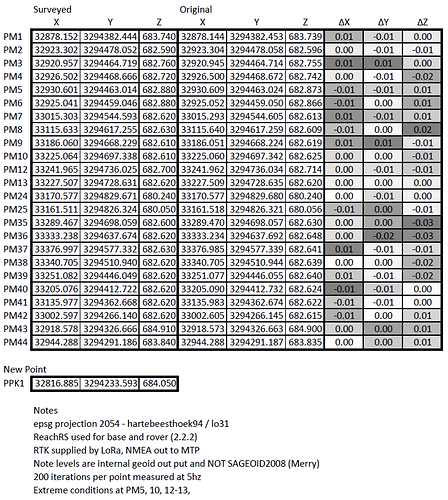 Surveyed Original
X Y Z X Y Z ΔX ΔY ΔZ
PM1 32878.152 3294382.444 683.740 32878.144 3294382.453 683.739 0.01 -0.01 0.00
PM2 32923.302 3294478.052 682.590 32923.304 3294478.058 682.596 0.00 -0.01 -0.01
PM3 32920.957 3294464.719 682.760 32920.945 3294464.714 682.755 0.01 0.01 0.00
PM4 32926.502 3294468.666 682.720 32926.500 3294468.672 682.742 0.00 -0.01 -0.02
PM5 32930.601 3294463.014 682.880 32930.609 3294463.024 682.873 -0.01 -0.01 0.01
PM6 32925.041 3294459.046 682.880 32925.052 3294459.050 682.866 -0.01 0.00 0.01
PM7 33015.303 3294544.593 682.620 33015.293 3294544.605 682.613 0.01 -0.01 0.01
PM8 33115.633 3294617.255 682.630 33115.640 3294617.259 682.609 -0.01 0.00 0.02
PM9 33186.060 3294668.229 682.610 33186.051 3294668.224 682.619 0.01 0.01 -0.01
PM10 33225.064 3294697.338 682.610 33225.060 3294697.342 682.625 0.00 0.00 -0.01
PM12 33241.965 3294736.025 682.700 33241.962 3294736.034 682.714 0.00 -0.01 -0.01
PM13 33227.507 3294728.631 682.620 33227.509 3294728.635 682.620 0.00 0.00 0.00
PM24 33170.577 3294829.671 680.240 33170.577 3294829.680 680.240 0.00 -0.01 0.00
PM25 33161.511 3294826.324 680.050 33161.518 3294826.321 680.056 -0.01 0.00 -0.01
PM35 33289.467 3294698.059 682.600 33289.470 3294698.057 682.630 0.00 0.00 -0.03
PM36 33333.238 3294637.674 682.620 33333.234 3294637.692 682.648 0.00 -0.02 -0.03
PM37 33376.997 3294577.332 682.630 33376.985 3294577.339 682.641 0.01 -0.01 -0.01
PM38 33340.705 3294510.940 682.620 33340.705 3294510.944 682.639 0.00 0.00 -0.02
PM39 33251.082 3294446.049 682.620 33251.077 3294446.055 682.640 0.01 -0.01 -0.02
PM40 33205.076 3294412.722 682.620 33205.090 3294412.732 682.624 -0.01 -0.01 0.00
PM41 33135.977 3294362.668 682.620 33135.983 3294362.674 682.622 -0.01 -0.01 0.00
PM42 33002.597 3294266.140 682.620 33002.605 3294266.145 682.615 -0.01 0.00 0.01
PM43 32918.578 3294326.666 684.910 32918.573 3294326.663 684.900 0.00 0.00 0.01
PM44 32944.288 3294291.186 683.840 32944.288 3294291.187 683.835 0.00 0.00 0.01
New Point
PPK1 32816.885 3294233.593 684.050
Notes
epsg projection 2054 - hartebeesthoek94 / lo31
ReachRS used for base and rover (2.2.2)
RTK supplied by LoRa, NMEA out to MTP
Note levels are internal geoid out put and NOT SAGEOID2008 (Merry)
200 iterations per point measured at 5hz
Extreme conditions at PM5, 10, 12-13,